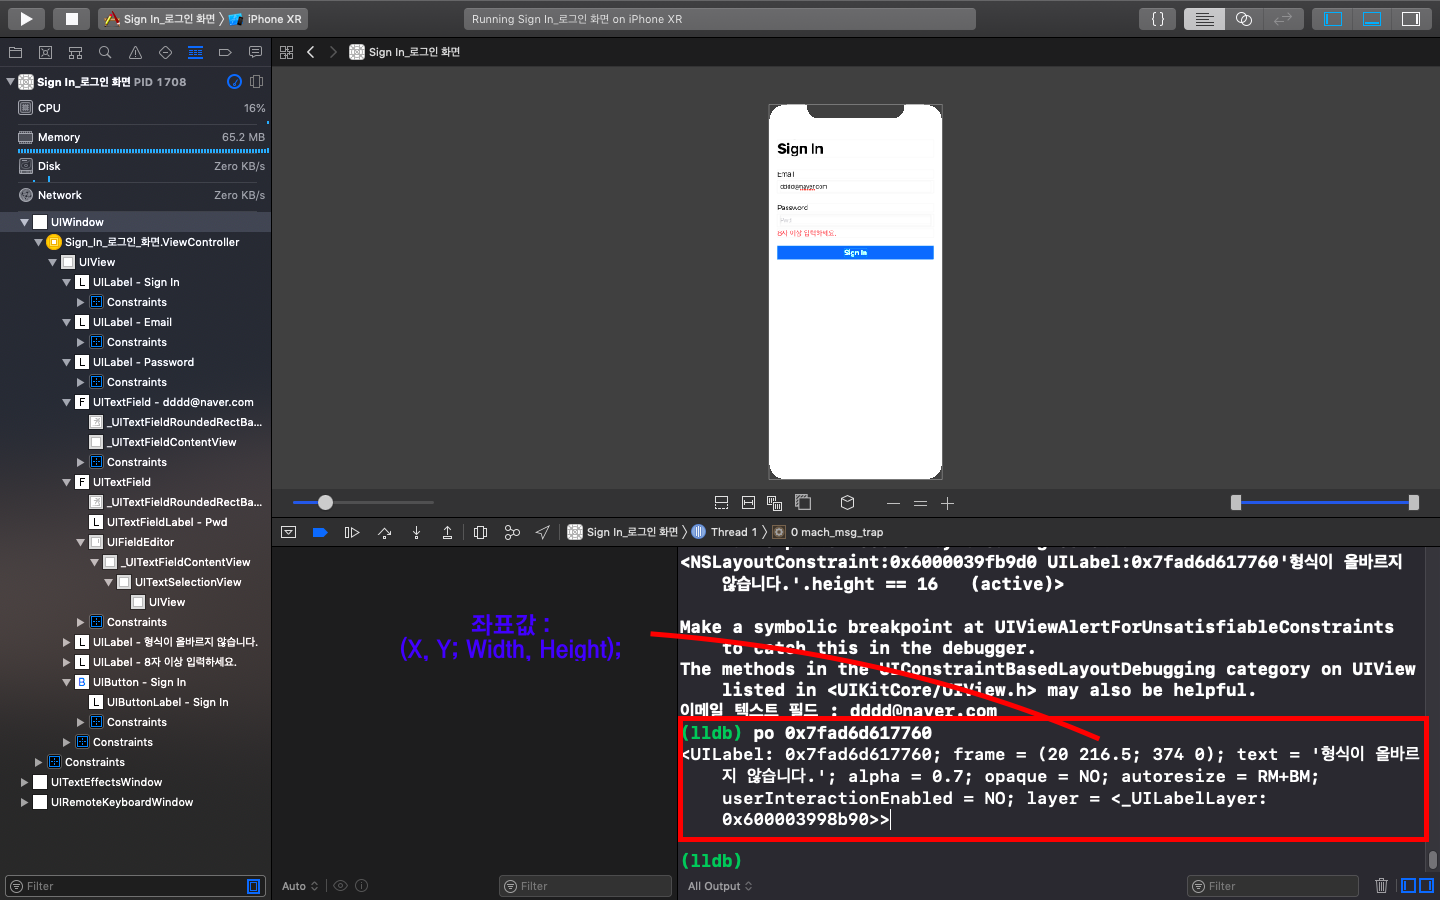 Sign In_로그인 화면 〉 iPhone XR
Running Sign In_로그인 화면 on iPhone XR
{ }
Sign In_로그인 화면
Sign In_로그인 화면 PID 1708
CPU 16%
Memory 65.2 MB
Disk Zero KB/s
Network Zero KB/s
UIWindow
Sign_In_로그인_화면.ViewController
UIView
L UILabel - Sign In
Constraints
L UILabel - Email
Constraints
L UILabel - Password
Constraints
F UITextField - dddd@naver.com
_UITextFieldRoundedRectBa...
_UITextFieldContentView
Constraints
F UITextField
_UITextFieldRoundedRectBa...
L UITextFieldLabel - Pwd
UIFieldEditor
_UITextFieldContentView
UITextSelectionView
UIView
Constraints
L UILabel - 형식이 올바르지 않습니다.
L UILabel - 8자 이상 입력하세요.
B UIButton - Sign In
L UIButtonLabel - Sign In
Constraints
Constraints
Constraints
UITextEffectsWindow
UIRemoteKeyboardWindow
Filter
Sign In
Email
dddd@naver.com
Password
Pwd
8자 이상 입력하세요.
Sign In
Sign In_로그인 화면 〉 Thread 1 〉 0 mach_msg_trap
좌표값 :
(X, Y; Width, Height);
<NSLayoutConstraint:0x6000039fb9d0 UILabel:0x7fad6d617760'형식이 올바르지
않습니다.'.height == 16   (active)>
Make a symbolic breakpoint at UIViewAlertForUnsatisfiableConstraints
to catch this in the debugger.
The methods in the UIConstraintBasedLayoutDebugging category on UIView
listed in <UIKitCore/UIView.h> may also be helpful.
이메일 텍스트 필드 : dddd@naver.com
(lldb) po 0x7fad6d617760
<UILabel: 0x7fad6d617760; frame = (20 216.5; 374 0); text = '형식이 올바르
지 않습니다.'; alpha = 0.7; opaque = NO; autoresize = RM+BM;
userInteractionEnabled = NO; layer = <_UILabelLayer:
0x600003998b90>>
(lldb)
Auto
Filter
All Output
Filter